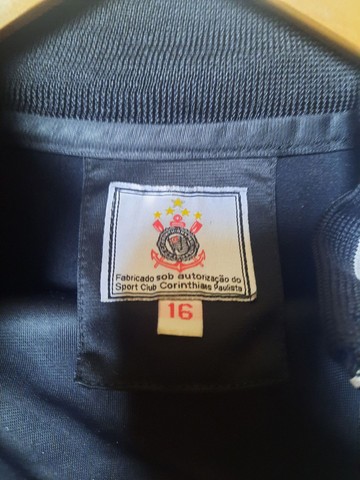 Fabricado sob autorização do
Sport Club Corinthians Paulista
16